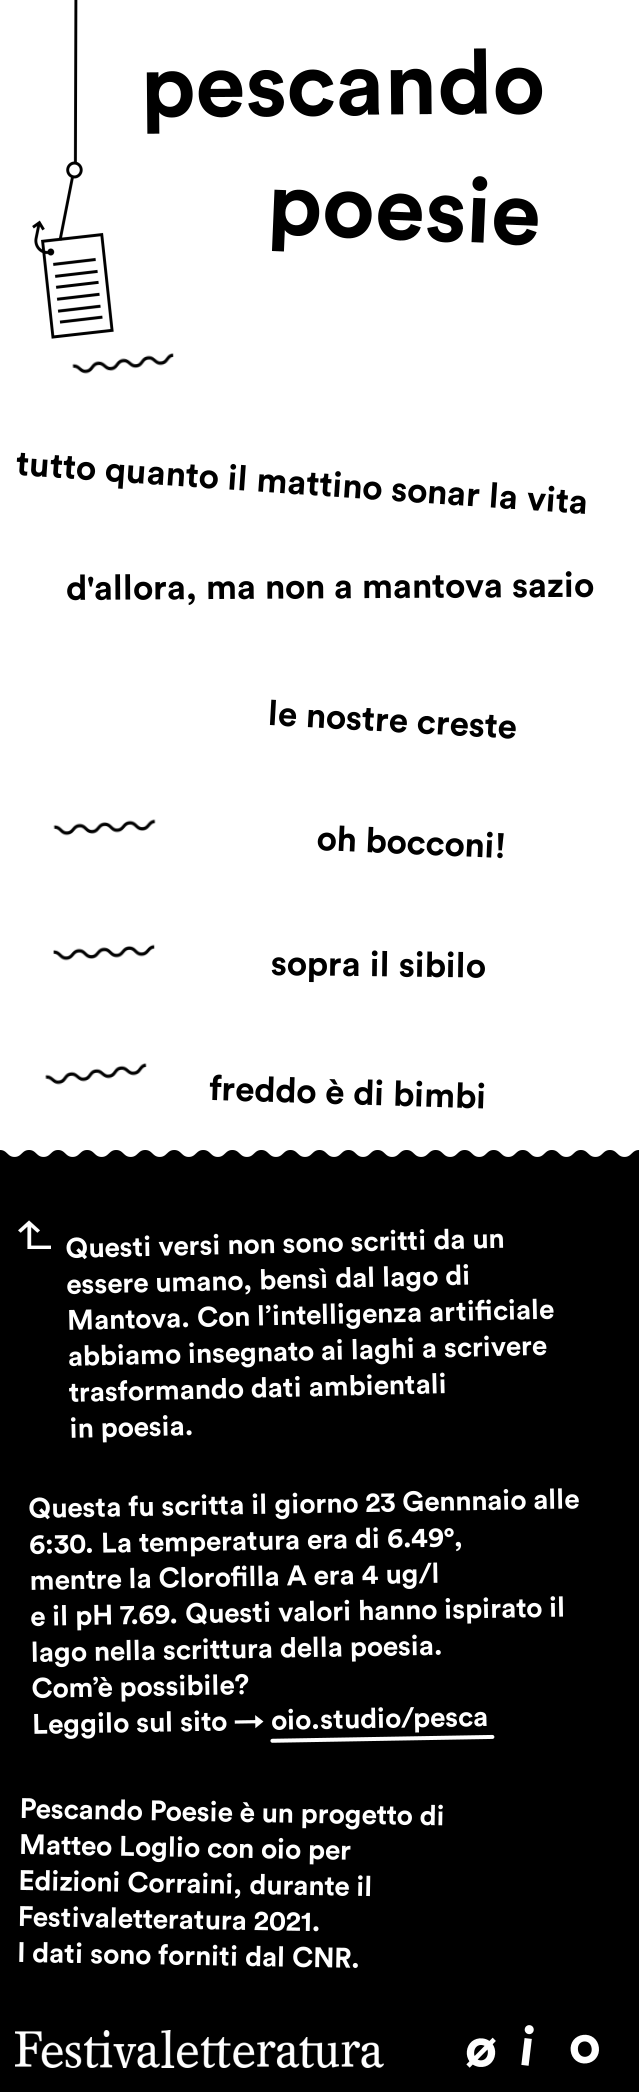 pescando
poesie
tutto quanto il mattino sonar la vita
d'allora, ma non a mantova sazio
le nostre creste
oh bocconi!
sopra il sibilo
freddo è di bimbi
Questi versi non sono scritti da un
essere umano, bensì dal lago di
Mantova. Con l’intelligenza artificiale
abbiamo insegnato ai laghi a scrivere
trasformando dati ambientali
in poesia.
Questa fu scritta il giorno 23 Gennnaio alle
6:30. La temperatura era di 6.49°,
mentre la Clorofilla A era 4 ug/l
e il pH 7.69. Questi valori hanno ispirato il
lago nella scrittura della poesia.
Com’è possibile?
Leggilo sul sito → oio.studio/pesca
Pescando Poesie è un progetto di
Matteo Loglio con oio per
Edizioni Corraini, durante il
Festivaletteratura 2021.
I dati sono forniti dal CNR.
Festivaletteratura øio